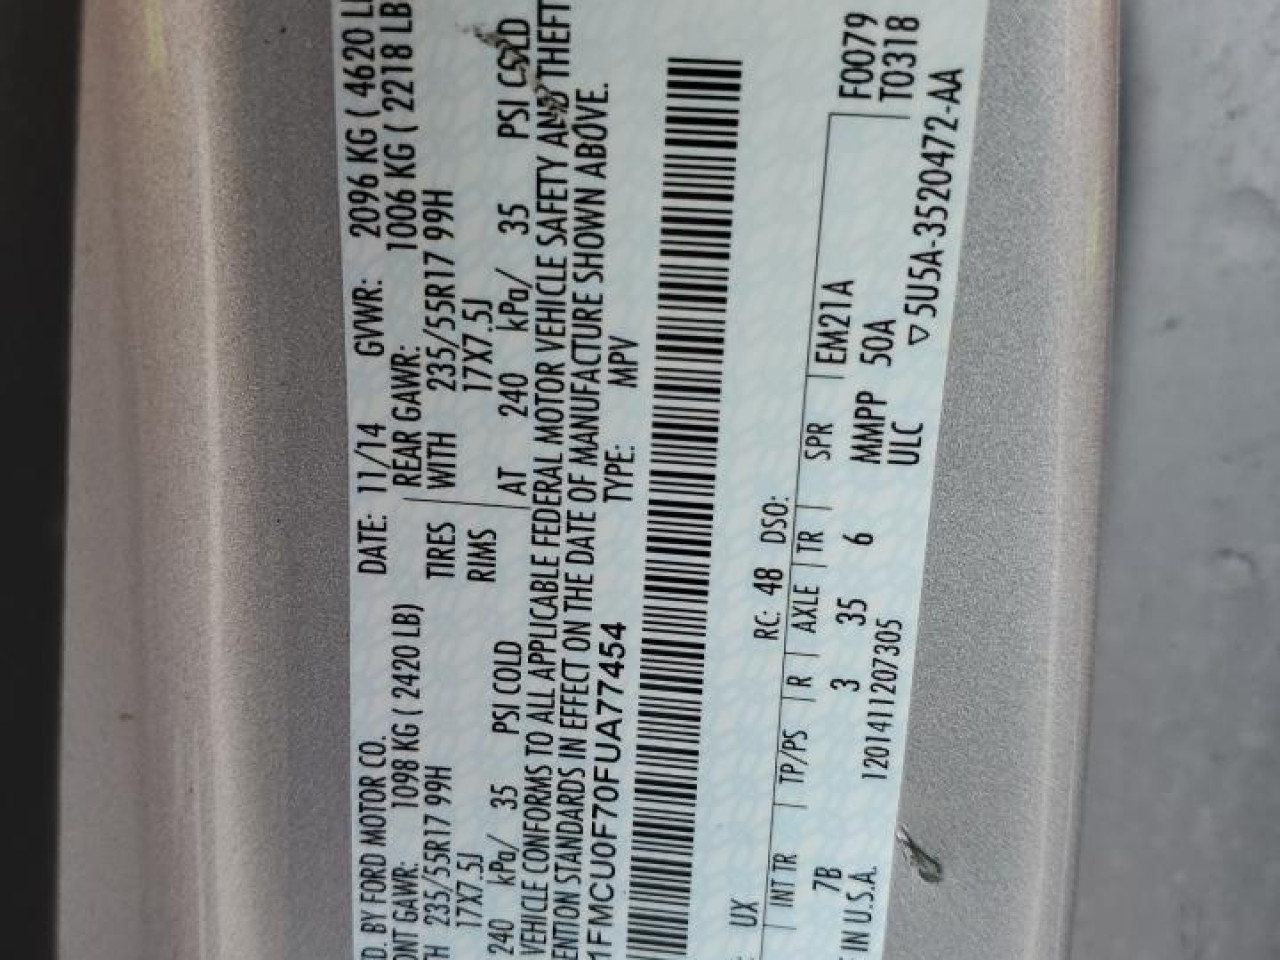 D. BY FORD MOTOR CO. DATE: 11/14 GVWR: 2096 KG ( 4620 L
ONT GAWR: 1098 KG ( 2420 LB) REAR GAWR: 1006 KG ( 2218 LB
TH 235/55R17 99H TIRES WITH 235/55R17 99H
17X7.5J RIMS 17X7.5J
240 kPa/ 35 PSI COLD AT 240 kPa/ 35 PSI COLD
VEHICLE CONFORMS TO ALL APPLICABLE FEDERAL MOTOR VEHICLE SAFETY AND THEFT
ENTION STANDARDS IN EFFECT ON THE DATE OF MANUFACTURE SHOWN ABOVE.
1FMCU0F70FUA77454 TYPE: MPV
UX RC: 48 DSO:
INT TR TP/PS R AXLE TR SPR EM21A F0079
7B 3 35 6 MMPP 50A T0318
IN U.S.A. 1201411207305 ULC ▽5U5A-3520472-AA